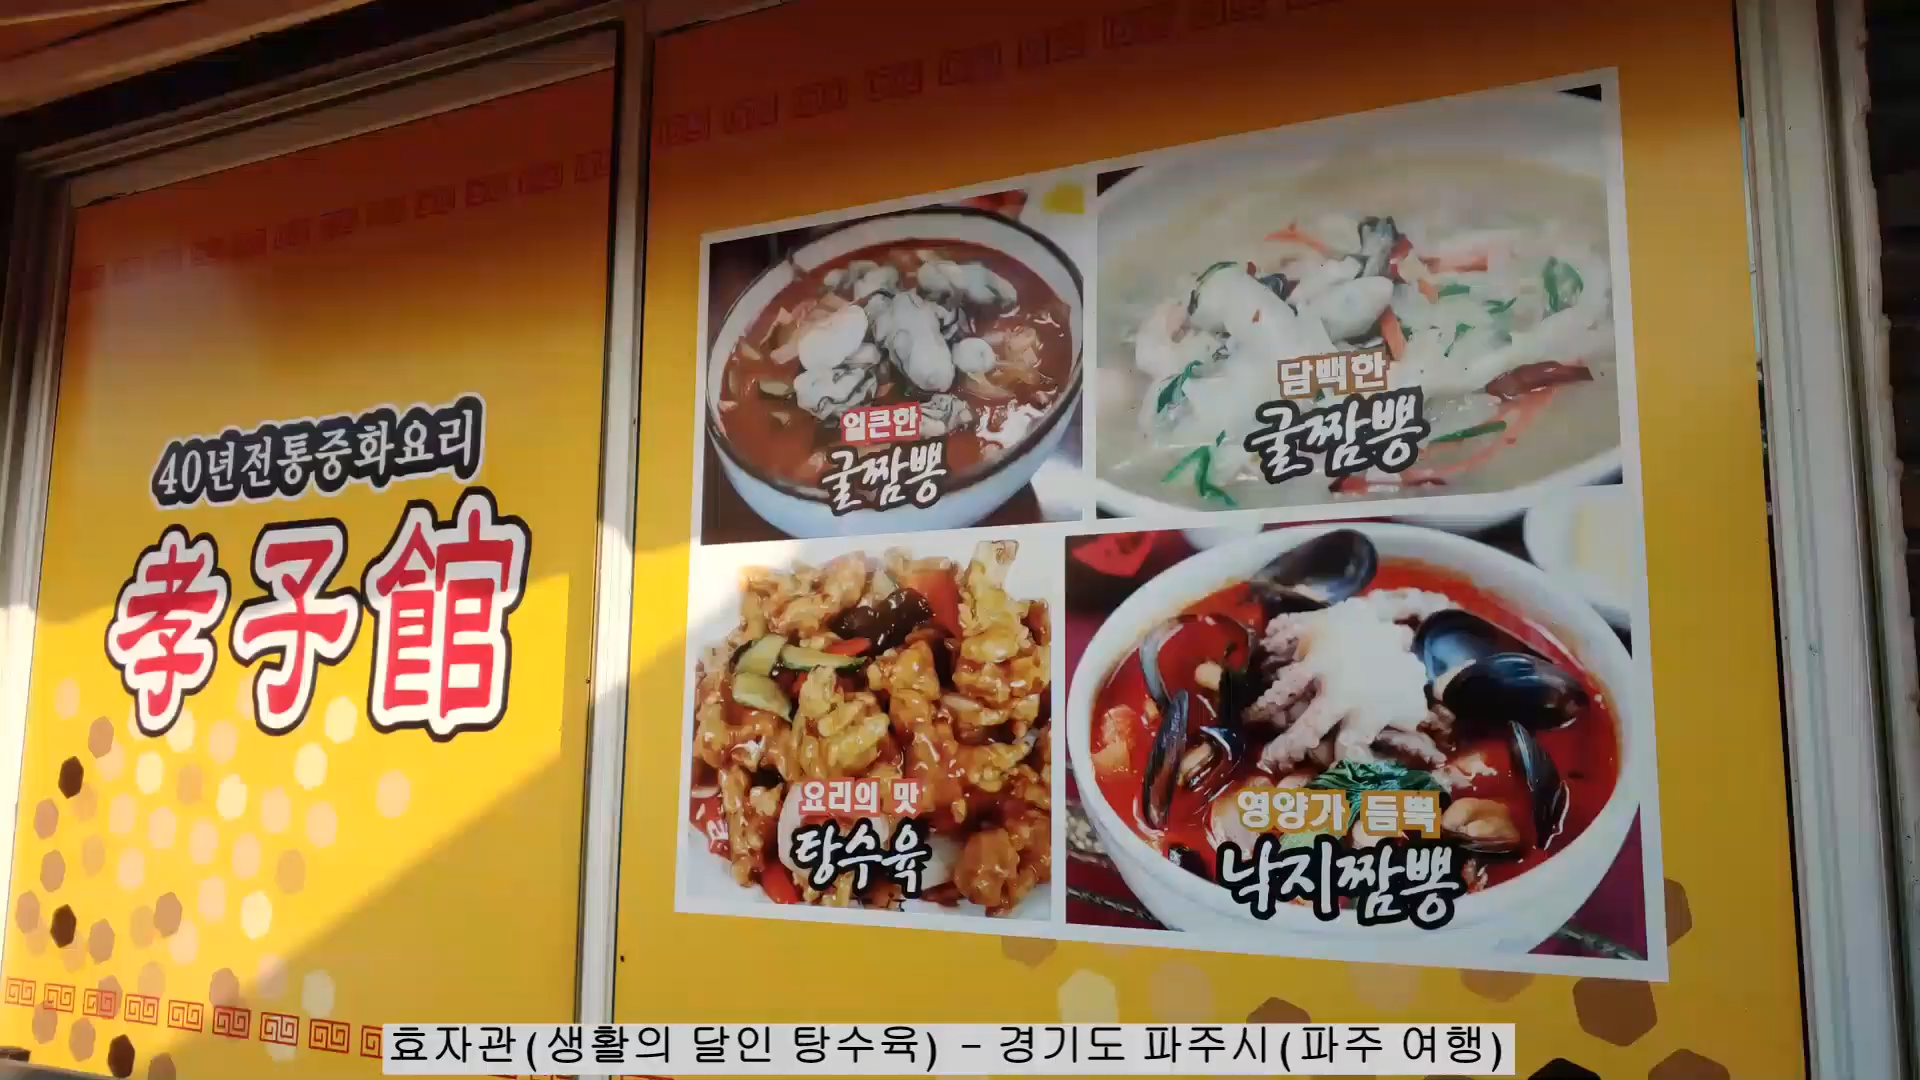 40년전통중화요리
孝子館
얼큰한
굴짬뽕
담백한
굴짬뽕
요리의 맛
탕수육
영양가 듬뿍
낙지짬뽕
효자관(생활의 달인 탕수육) - 경기도 파주시(파주 여행)